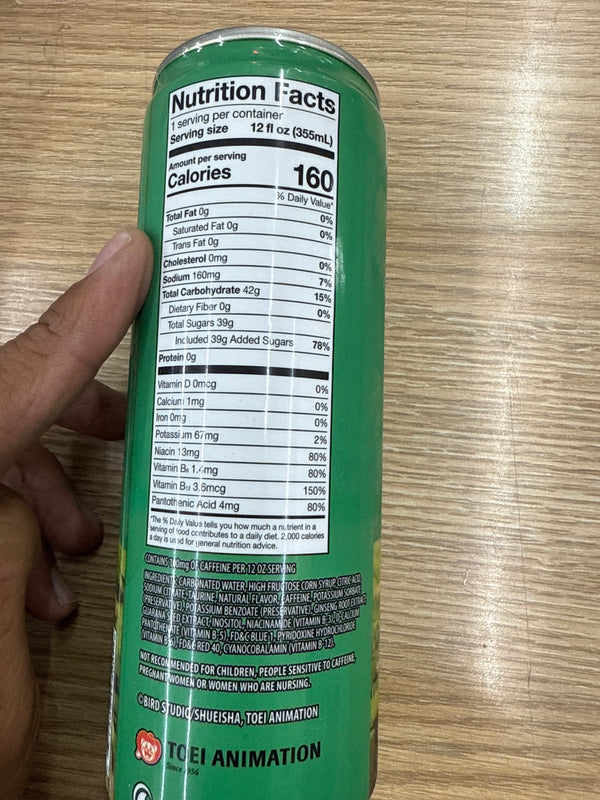 Nutrition Facts
1 serving per container
Serving size 12 fl oz (355mL)
Amount per serving
Calories 160
% Daily Value*
Total Fat 0g 0%
Saturated Fat 0g 0%
Trans Fat 0g
Cholesterol 0mg 0%
Sodium 160mg 7%
Total Carbohydrate 42g 15%
Dietary Fiber 0g 0%
Total Sugars 39g
Included 39g Added Sugars 78%
Protein 0g
Vitamin D 0mcg 0%
Calcium 1mg 0%
Iron 0mg 0%
Potassium 67mg 2%
Niacin 13mg 80%
Vitamin B₆ 1.4mg 80%
Vitamin B₁₂ 3.6mcg 150%
Pantothenic Acid 4mg 80%
*The % Daily Value tells you how much a nutrient in a
serving of food contributes to a daily diet. 2,000 calories
a day is used for general nutrition advice.
CONTAINS 100mg OF CAFFEINE PER 12 OZ-SERVING
INGREDIENTS: CARBONATED WATER, HIGH FRUCTOSE CORN SYRUP, CITRIC ACID,
SODIUM CITRATE, TAURINE, NATURAL FLAVOR, CAFFEINE, POTASSIUM SORBATE
(PRESERVATIVE), POTASSIUM BENZOATE (PRESERVATIVE), GINSENG ROOT EXTRACT,
GUARANA SEED EXTRACT, INOSITOL, NIACINAMIDE (VITAMIN B-3), D-CALCIUM
PANTOTHENATE (VITAMIN B-5), FD&C BLUE 1, PYRIDOXINE HYDROCHLORIDE
(VITAMIN B-6), FD&C RED 40, CYANOCOBALAMIN (VITAMIN B-12).
NOT RECOMMENDED FOR CHILDREN, PEOPLE SENSITIVE TO CAFFEINE,
PREGNANT WOMEN OR WOMEN WHO ARE NURSING.
©BIRD STUDIO/SHUEISHA, TOEI ANIMATION
TOEI ANIMATION
Since 1956